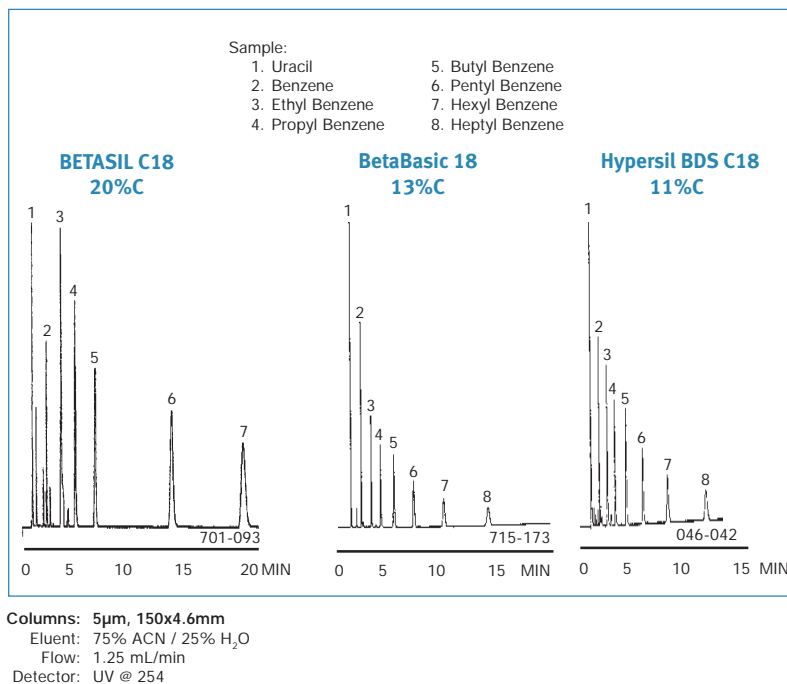 Sample:
1. Uracil
2. Benzene
3. Ethyl Benzene
4. Propyl Benzene
5. Butyl Benzene
6. Pentyl Benzene
7. Hexyl Benzene
8. Heptyl Benzene
BETASIL C18
20%C
1
2
3
4
5
6
7
701-093
0 5 10 15 20 MIN
BetaBasic 18
13%C
1
2
3
4
5
6
7
8
715-173
0 5 10 15 MIN
Hypersil BDS C18
11%C
1
2
3
4
5
6
7
8
046-042
0 5 10 15 MIN
Columns: 5µm, 150x4.6mm
Eluent: 75% ACN / 25% H₂O
Flow: 1.25 mL/min
Detector: UV @ 254